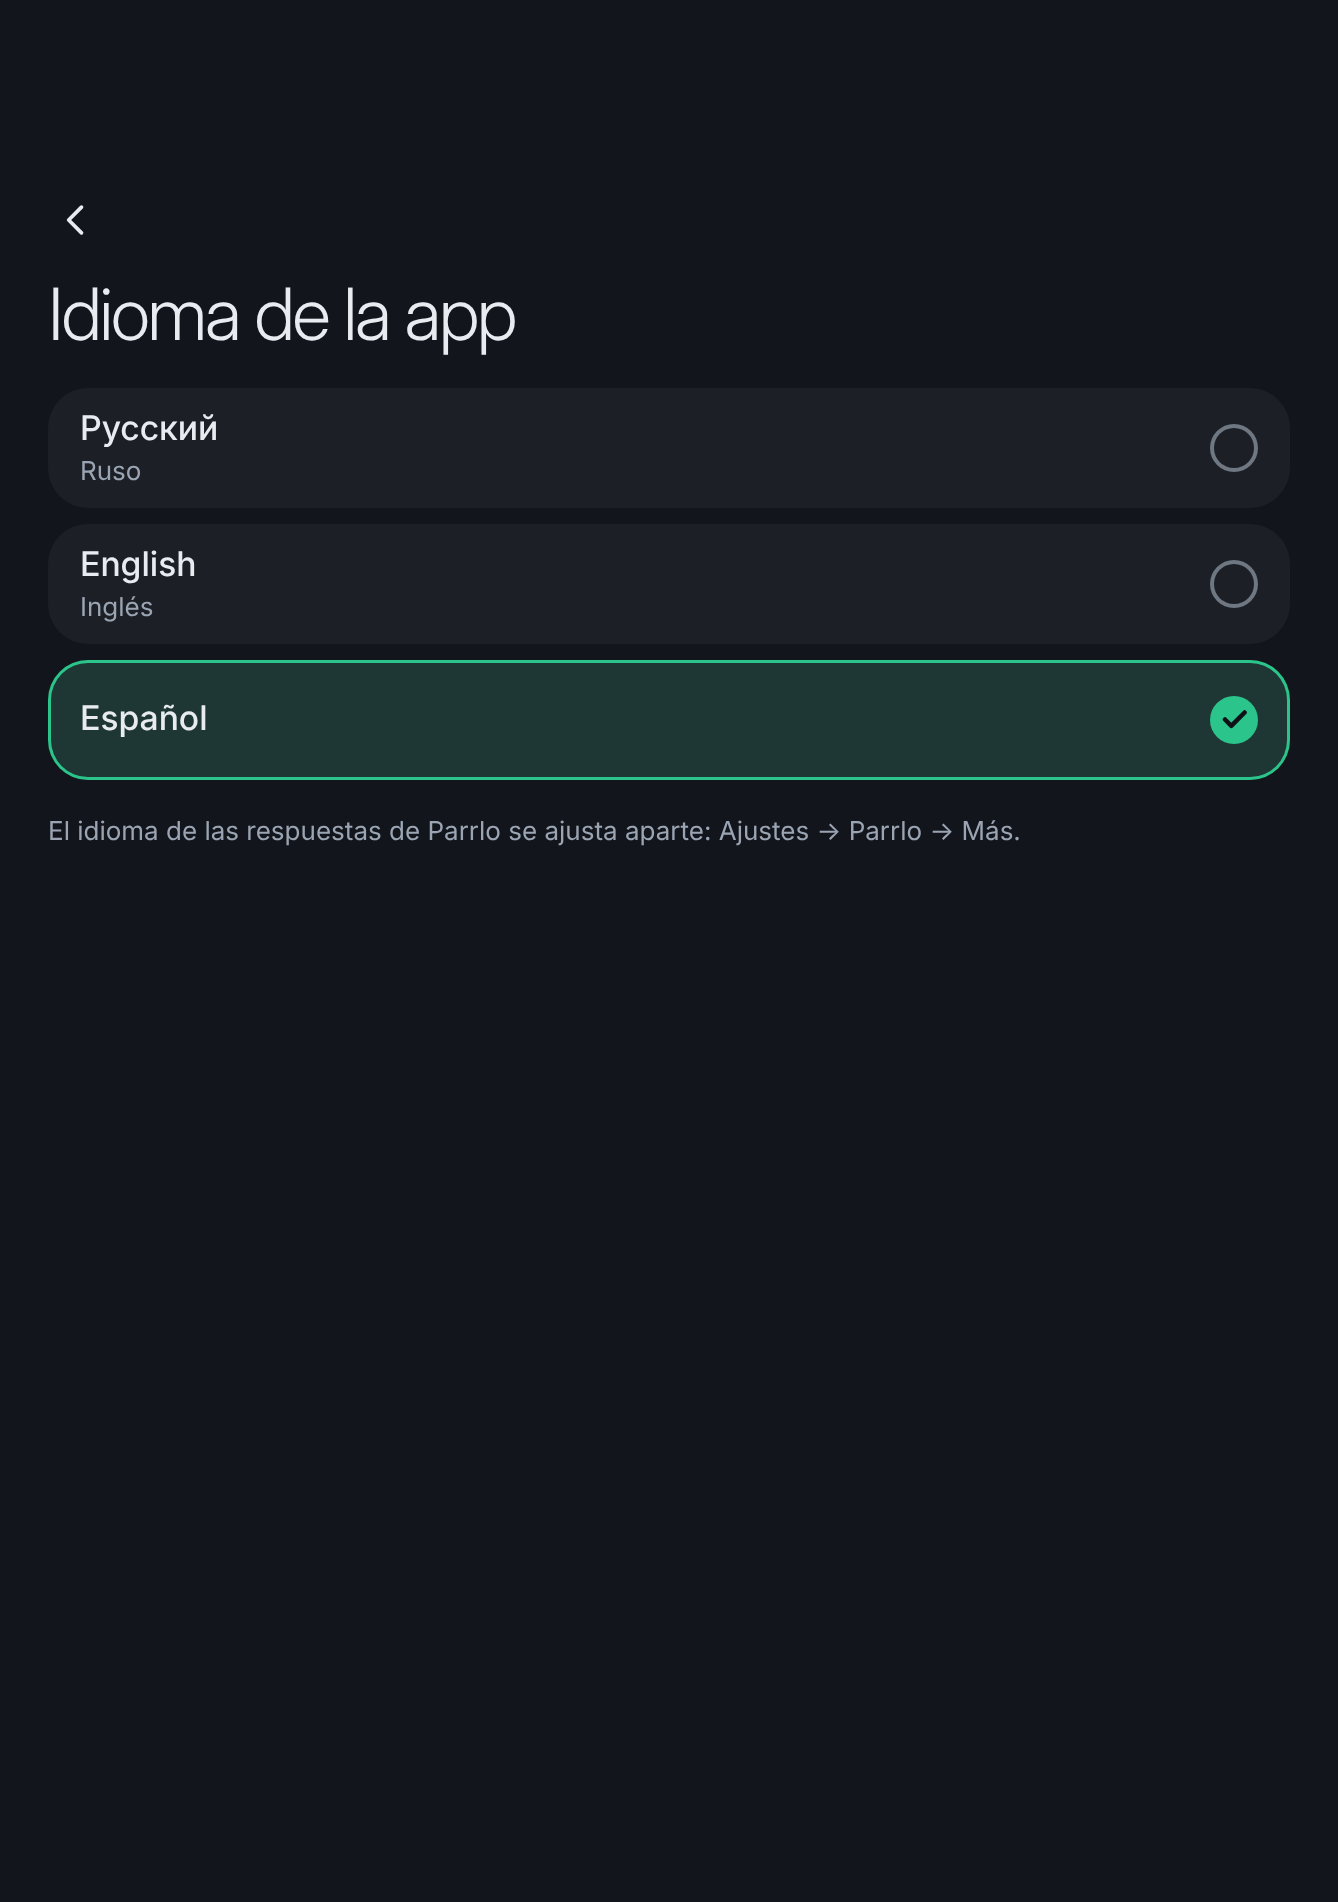 Idioma de la app
Русский
Ruso
English
Inglés
Español
El idioma de las respuestas de Parrlo se ajusta aparte: Ajustes → Parrlo → Más.